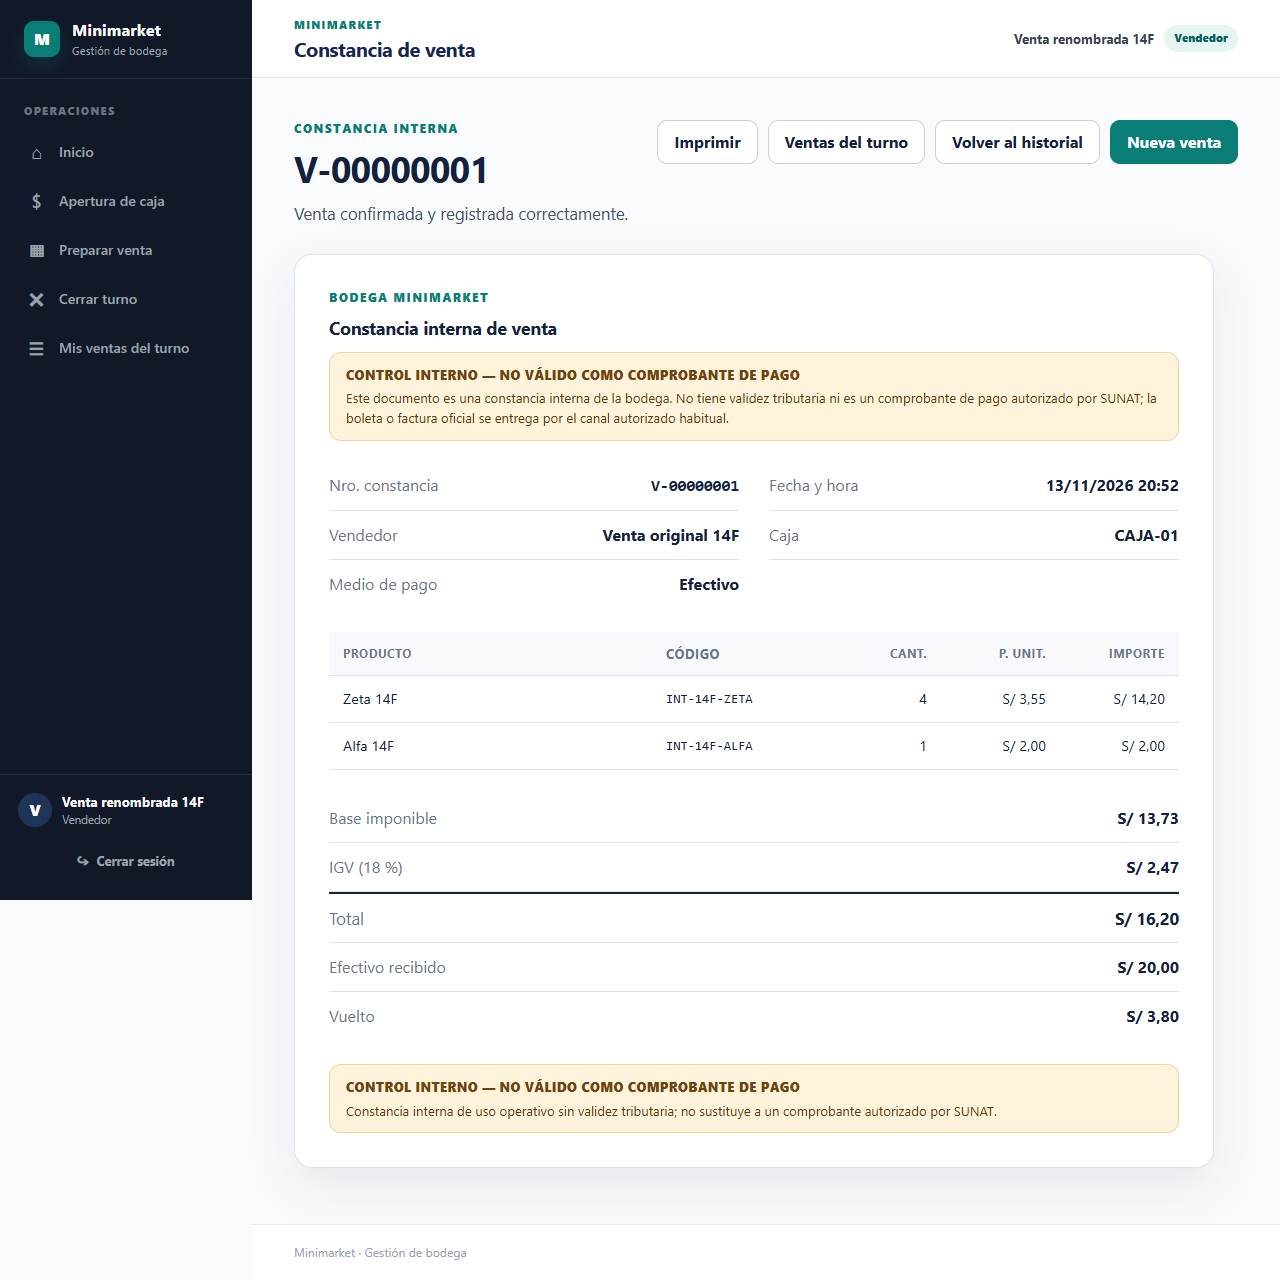 M
Minimarket
Gestión de bodega
OPERACIONES
Inicio
$ Apertura de caja
Preparar venta
Cerrar turno
Mis ventas del turno
V
Venta renombrada 14F
Vendedor
Cerrar sesión
MINIMARKET
Constancia de venta
Venta renombrada 14F Vendedor
CONSTANCIA INTERNA
V-00000001
Venta confirmada y registrada correctamente.
Imprimir Ventas del turno Volver al historial Nueva venta
BODEGA MINIMARKET
Constancia interna de venta
CONTROL INTERNO — NO VÁLIDO COMO COMPROBANTE DE PAGO
Este documento es una constancia interna de la bodega. No tiene validez tributaria ni es un comprobante de pago autorizado por SUNAT; la
boleta o factura oficial se entrega por el canal autorizado habitual.
Nro. constancia V-00000001 Fecha y hora 13/11/2026 20:52
Vendedor Venta original 14F Caja CAJA-01
Medio de pago Efectivo
PRODUCTO CÓDIGO CANT. P. UNIT. IMPORTE
Zeta 14F INT-14F-ZETA 4 S/ 3,55 S/ 14,20
Alfa 14F INT-14F-ALFA 1 S/ 2,00 S/ 2,00
Base imponible S/ 13,73
IGV (18 %) S/ 2,47
Total S/ 16,20
Efectivo recibido S/ 20,00
Vuelto S/ 3,80
CONTROL INTERNO — NO VÁLIDO COMO COMPROBANTE DE PAGO
Constancia interna de uso operativo sin validez tributaria; no sustituye a un comprobante autorizado por SUNAT.
Minimarket · Gestión de bodega